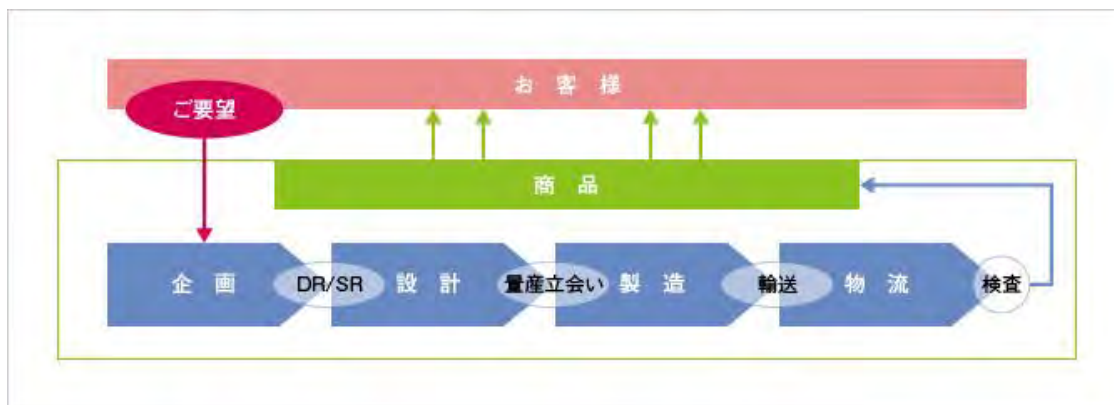 お客様
ご要望
商品
企画
DR/SR
設計
量産立会い
製造
輸送
物流
検査